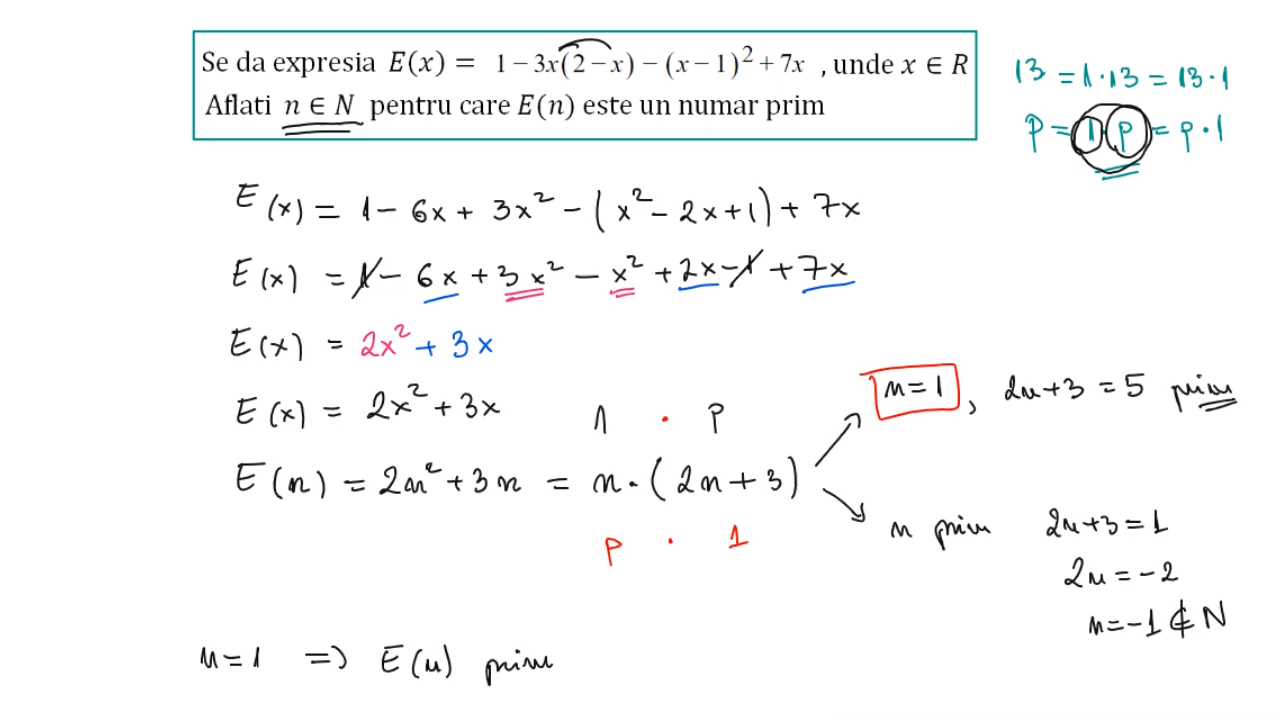 Se da expresia E(x) = 1 − 3x(2 − x) − (x − 1)² + 7x , unde x ∈ R
Aflati n ∈ N pentru care E(n) este un numar prim
13 = 1·13 = 13·1
p = 1 · p = p·1
E(x) = 1 − 6x + 3x² − (x² − 2x + 1) + 7x
E(x) = 1 − 6x + 3x² − x² + 2x − 1 + 7x
E(x) = 2x² + 3x
E(x) = 2x² + 3x
1 · p
E(n) = 2n² + 3n = n · (2n + 3)
p · 1
n = 1 , 2n + 3 = 5 prim
n prim 2n + 3 = 1
2n = −2
n = −1 ∉ N
n = 1 ⇒ E(n) prim